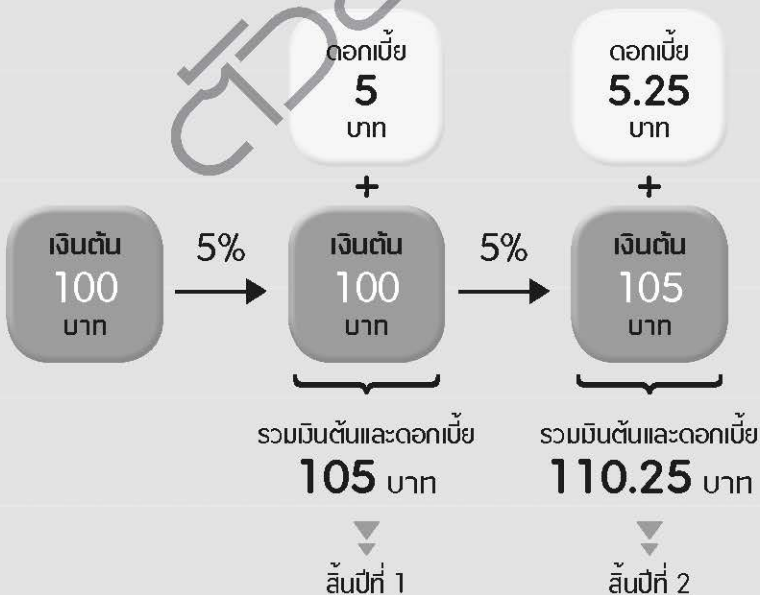 ดอกเบี้ย
5
บาท
ดอกเบี้ย
5.25
บาท
+
+
เงินต้น
100
บาท
5%
เงินต้น
100
บาท
5%
เงินต้น
105
บาท
รวมเงินต้นและดอกเบี้ย
105 บาท
รวมเงินต้นและดอกเบี้ย
110.25 บาท
สิ้นปีที่ 1
สิ้นปีที่ 2